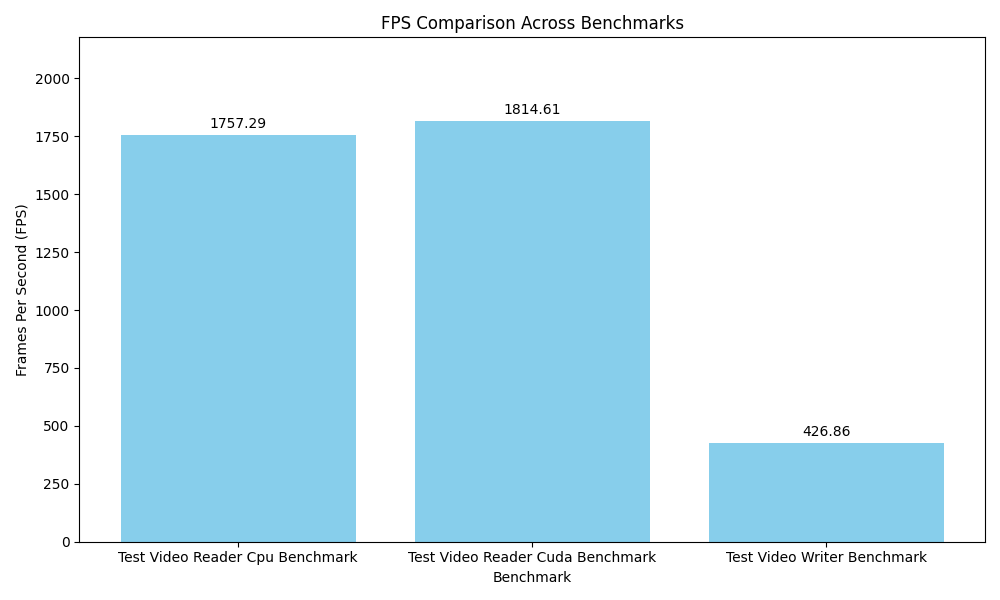 FPS Comparison Across Benchmarks
Frames Per Second (FPS)
2000
1750
1500
1250
1000
750
500
250
0
1757.29
1814.61
426.86
Test Video Reader Cpu Benchmark
Test Video Reader Cuda Benchmark
Test Video Writer Benchmark
Benchmark